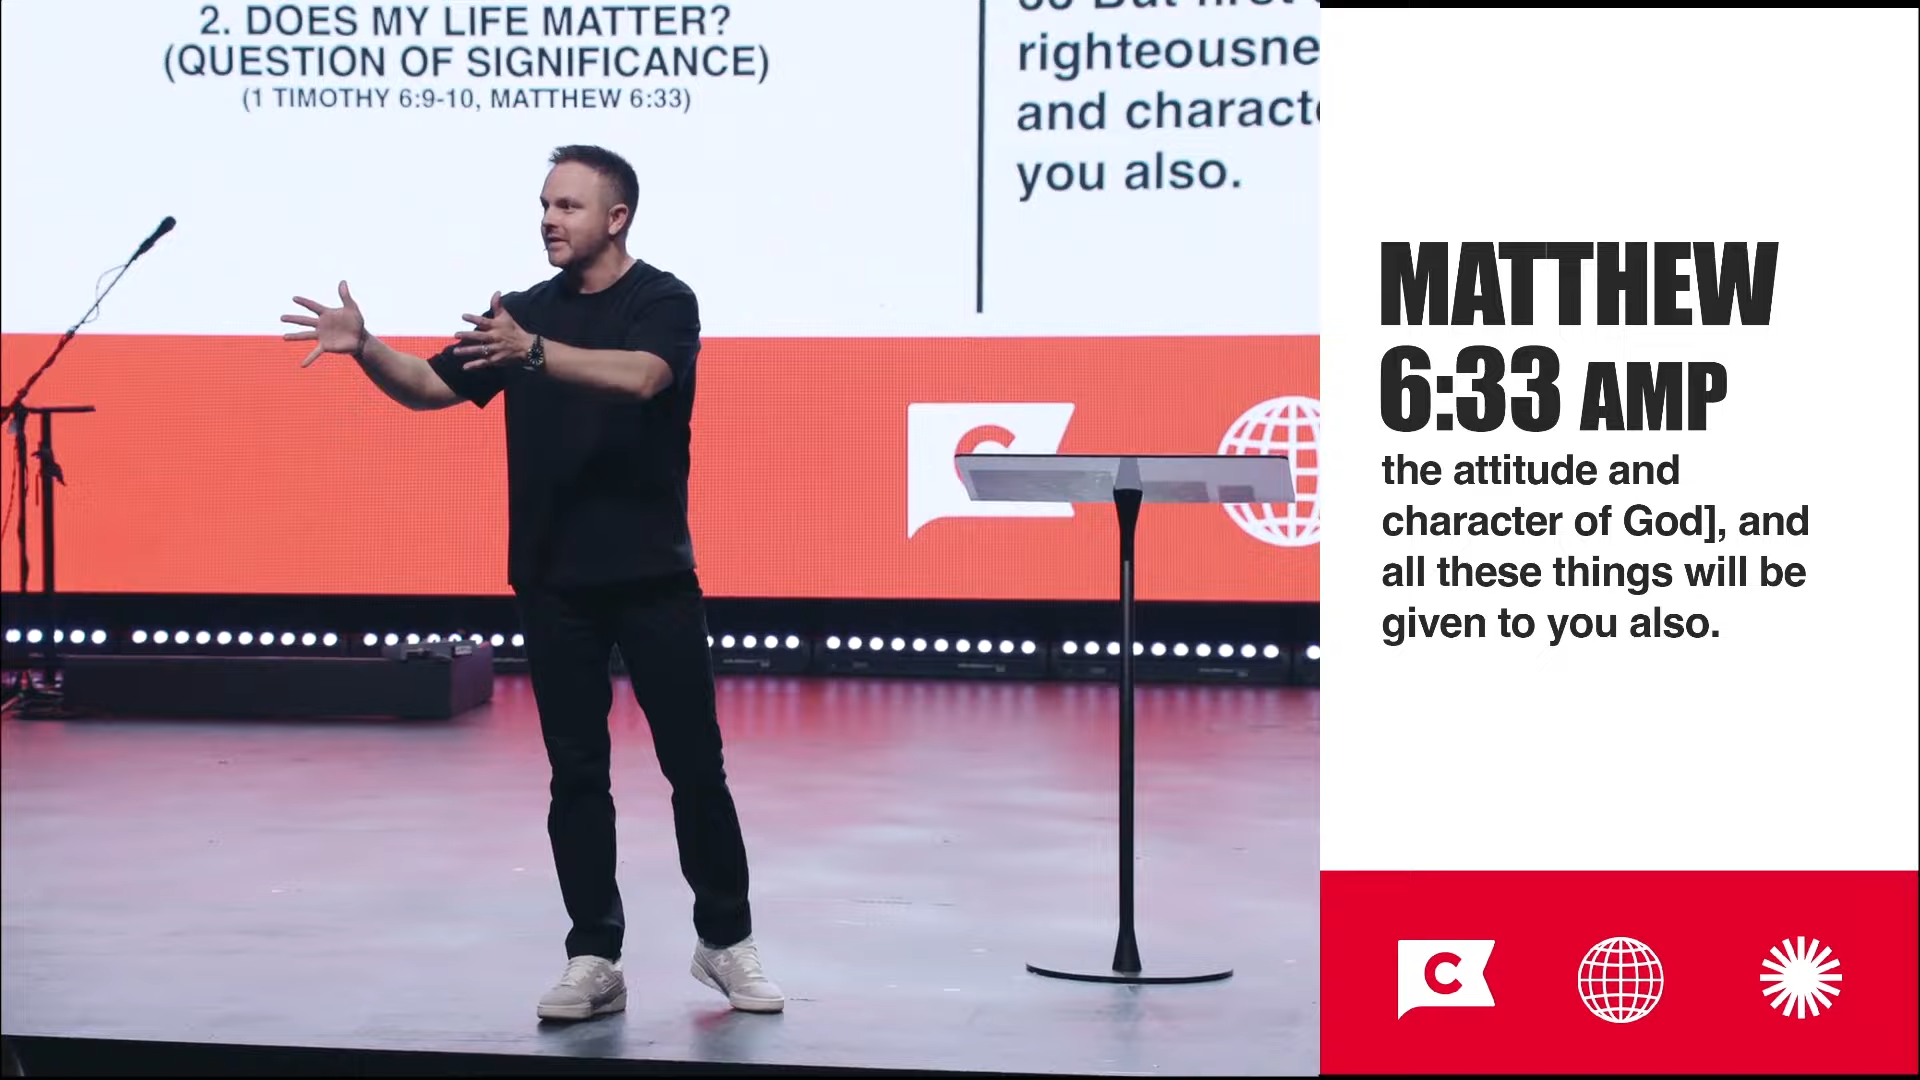 2. DOES MY LIFE MATTER?
(QUESTION OF SIGNIFICANCE)
(1 TIMOTHY 6:9-10, MATTHEW 6:33)
righteousne
and characte
you also.
C
MATTHEW
6:33 AMP
the attitude and
character of God], and
all these things will be
given to you also.
C